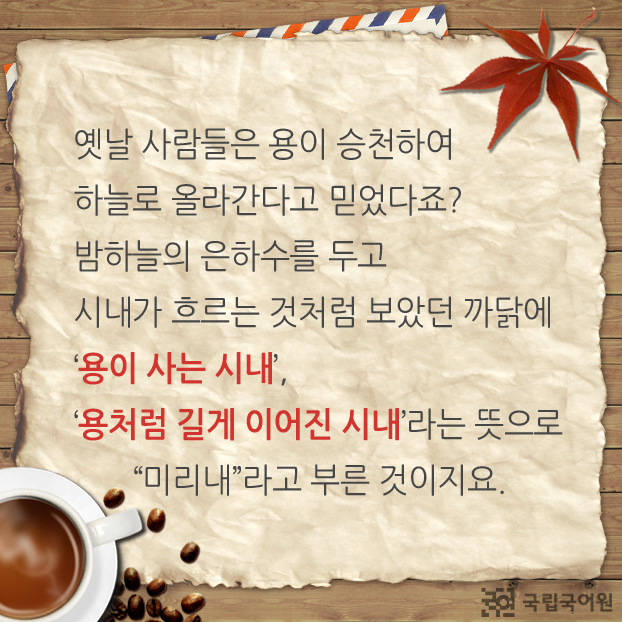 옛날 사람들은 용이 승천하여
하늘로 올라간다고 믿었다죠?
밤하늘의 은하수를 두고
시내가 흐르는 것처럼 보았던 까닭에
‘용이 사는 시내’,
‘용처럼 길게 이어진 시내’라는 뜻으로
“미리내”라고 부른 것이지요.
국립국어원